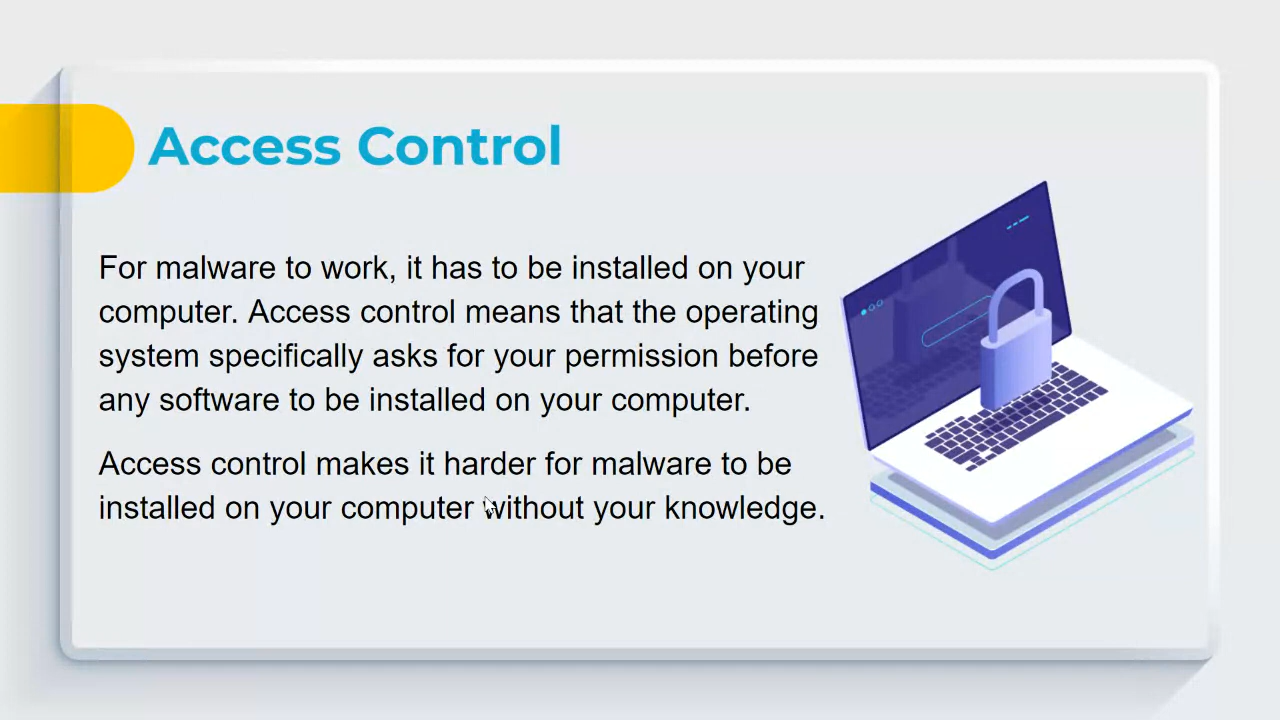 Access Control
For malware to work, it has to be installed on your
computer. Access control means that the operating
system specifically asks for your permission before
any software to be installed on your computer.
Access control makes it harder for malware to be
installed on your computer without your knowledge.